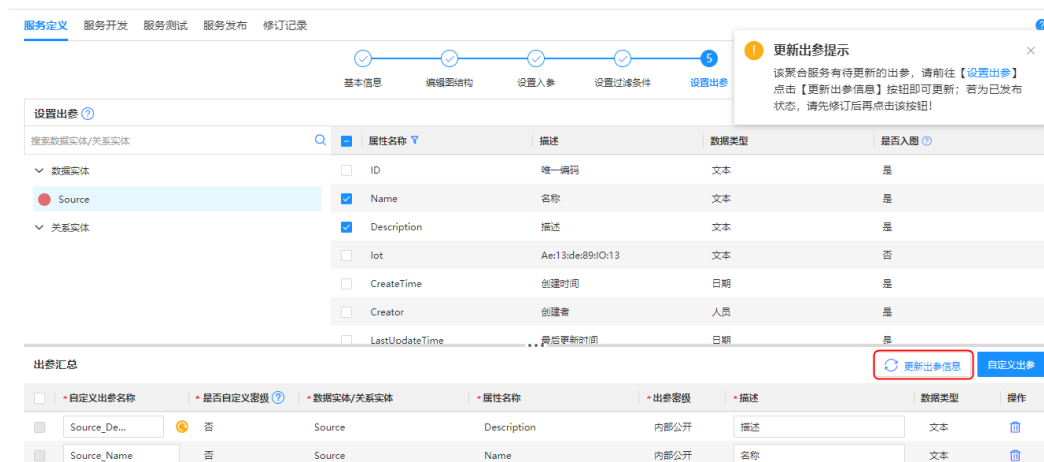 服务定义 服务开发 服务测试 服务发布 修订记录
更新出参提示
该聚合服务有待更新的出参，请前往【设置出参】
点击【更新出参信息】按钮即可更新；若为已发布
状态，请先修订后再点击该按钮！
5
基本信息 编辑图结构 设置入参 设置过滤条件 设置出参
设置出参
搜索数据实体/关系实体
属性名称 描述 数据类型 是否入图
数据实体
ID 唯一编码 文本 是
Source
Name 名称 文本 是
关系实体
Description 描述 文本 是
Iot Ae:13:de:89:IO:13 文本 否
CreateTime 创建时间 日期 是
Creator 创建者 人员 是
LastUpdateTime 最后更新时间 日期 是
出参汇总 更新出参信息 自定义出参
*自定义出参名称 *是否自定义密级 *数据实体/关系实体 *属性名称 *出参密级 *描述 数据类型 操作
Source_De... 否 Source Description 内部公开 描述 文本
Source_Name 否 Source Name 内部公开 名称 文本